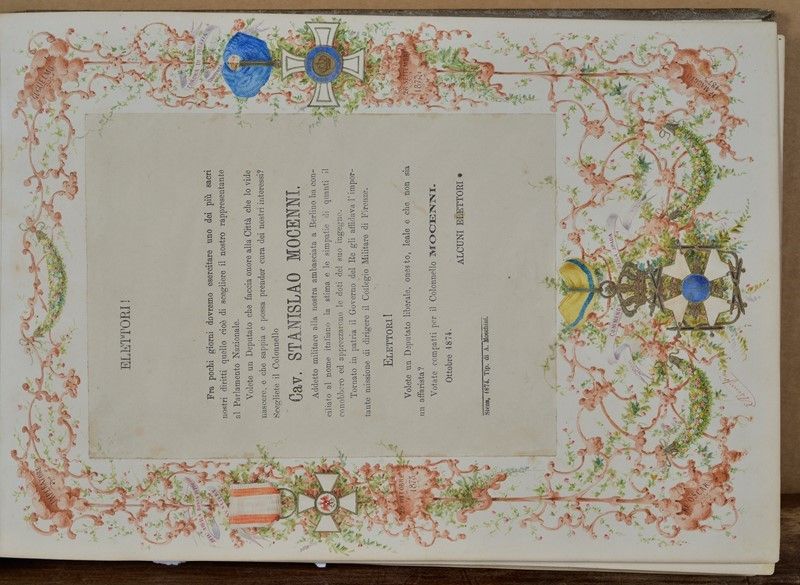 ELETTORI!
Fra pochi giorni dovremo esercitare uno dei più sacri
nostri diritti quello cioè di scegliere il nostro rappresentante
al Parlamento Nazionale.
Volete un Deputato che faccia onore alla Città che lo vide
nascere, e che sappia e possa prender cura dei nostri interessi?
Scegliete il Colonnello
Cav. STANISLAO MOCENNI.
Addetto militare alla nostra ambasciata a Berlino ha con-
ciliato al nome italiano la stima e le simpatie di quanti il
conobbero ed apprezzarono le doti del suo ingegno.
Tornato in patria il Governo del Re gli affidava l'impor-
tante missione di dirigere il Collegio Militare di Firenze.
ELETTORI!
Volete un Deputato liberale, onesto, leale e che non sia
un affarista?
Votate compatti per il Colonnello MOCENNI.
Ottobre 1874.
ALCUNI ELETTORI
Siena, 1874, Tip. di A. Moschini.